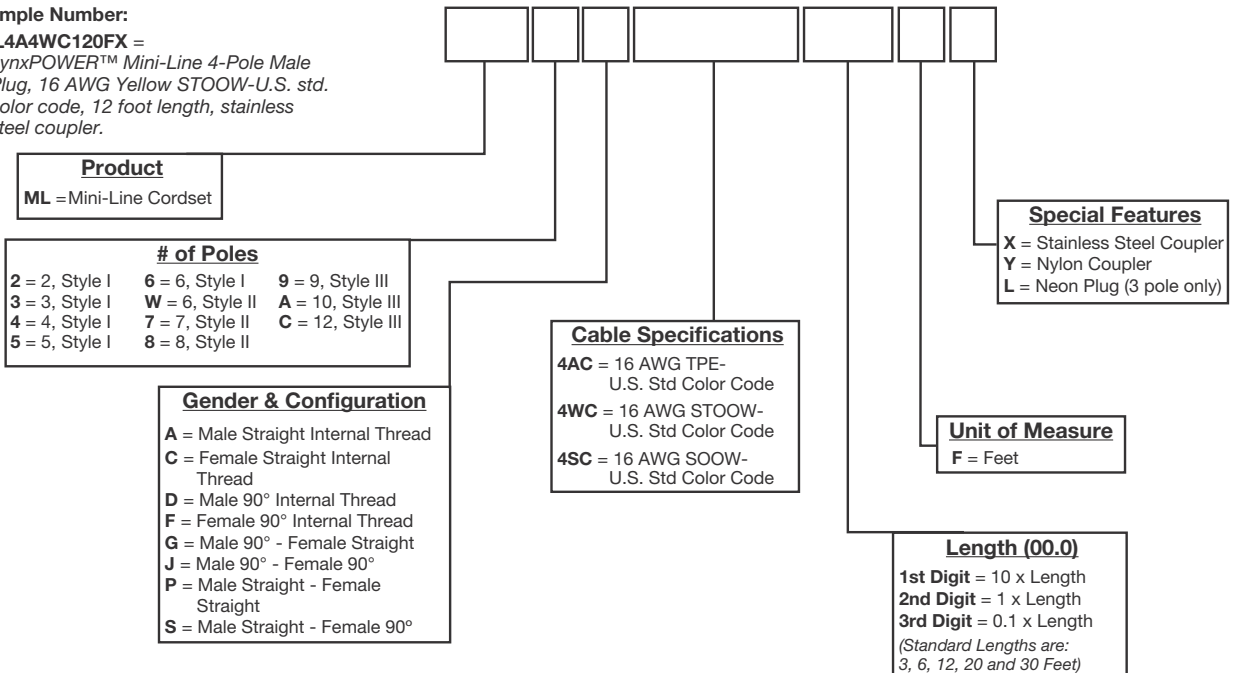 mple Number:
L4A4WC120FX =
ynxPOWER™ Mini-Line 4-Pole Male
Plug, 16 AWG Yellow STOOW-U.S. std.
olor code, 12 foot length, stainless
teel coupler.
Product
ML =Mini-Line Cordset
# of Poles
2 = 2, Style I
3 = 3, Style I
4 = 4, Style I
5 = 5, Style I
6 = 6, Style I
W = 6, Style II
7 = 7, Style II
8 = 8, Style II
9 = 9, Style III
A = 10, Style III
C = 12, Style III
Gender & Configuration
A = Male Straight Internal Thread
C = Female Straight Internal
Thread
D = Male 90° Internal Thread
F = Female 90° Internal Thread
G = Male 90° - Female Straight
J = Male 90° - Female 90°
P = Male Straight - Female
Straight
S = Male Straight - Female 90º
Cable Specifications
4AC = 16 AWG TPE-
U.S. Std Color Code
4WC = 16 AWG STOOW-
U.S. Std Color Code
4SC = 16 AWG SOOW-
U.S. Std Color Code
Length (00.0)
1st Digit = 10 x Length
2nd Digit = 1 x Length
3rd Digit = 0.1 x Length
(Standard Lengths are:
3, 6, 12, 20 and 30 Feet)
Unit of Measure
F = Feet
Special Features
X = Stainless Steel Coupler
Y = Nylon Coupler
L = Neon Plug (3 pole only)